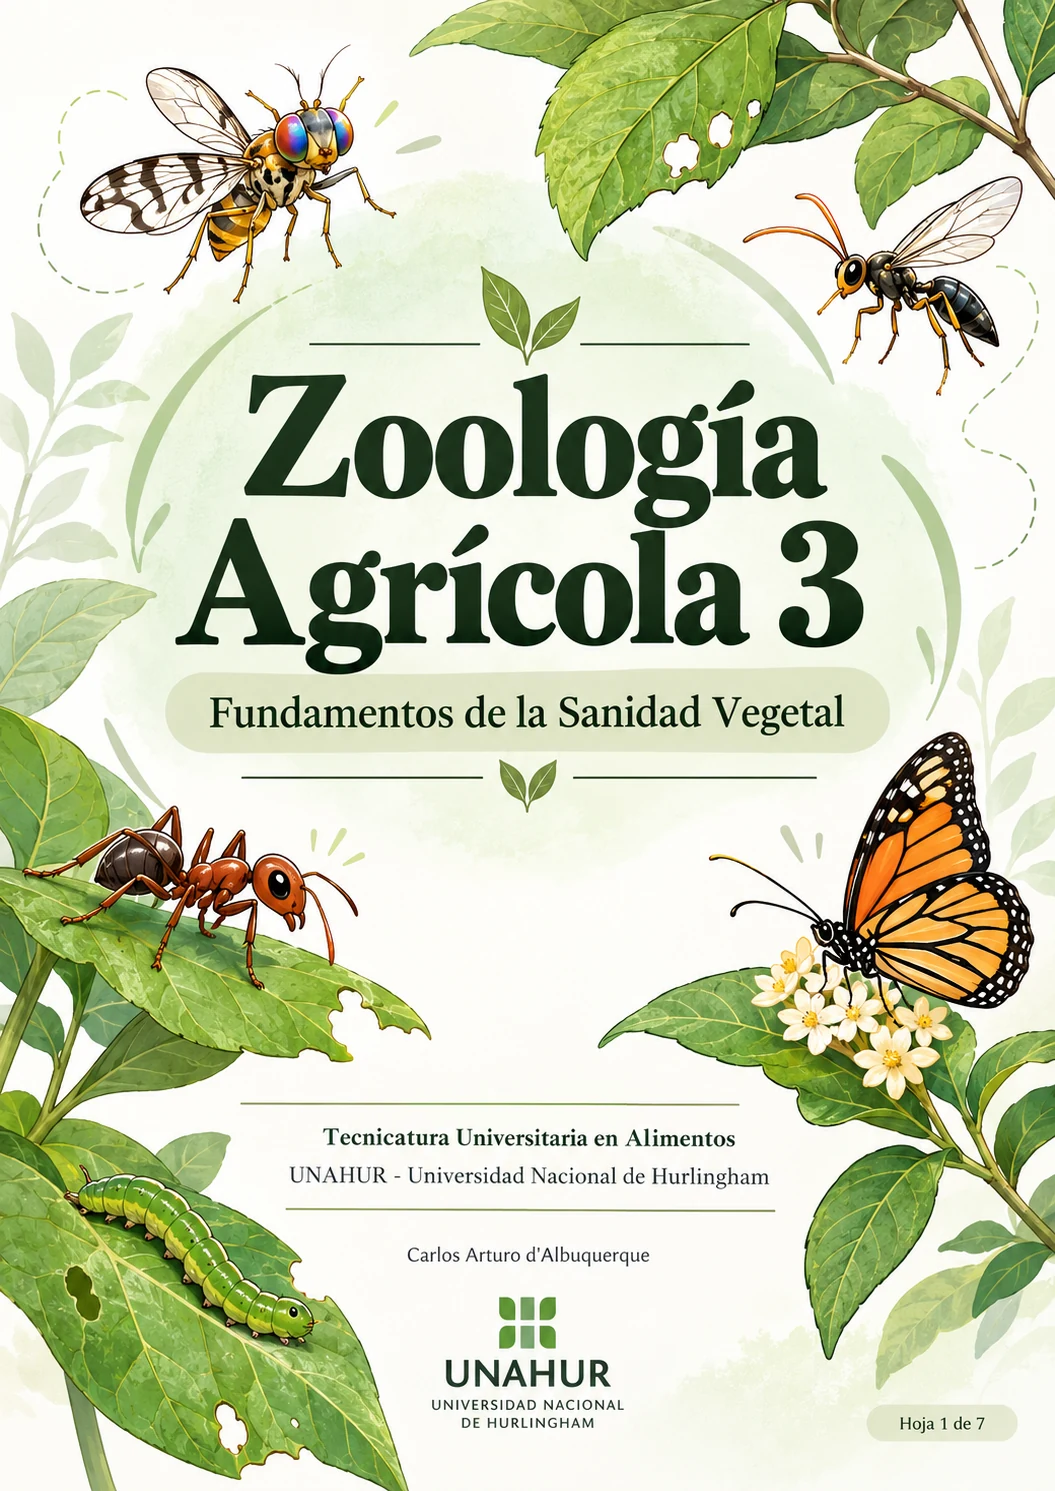 Zoología
Agrícola 3
Fundamentos de la Sanidad Vegetal
Tecnicatura Universitaria en Alimentos
UNAHUR - Universidad Nacional de Hurlingham
Carlos Arturo d'Albuquerque
UNAHUR
UNIVERSIDAD NACIONAL
DE HURLINGHAM
Hoja 1 de 7